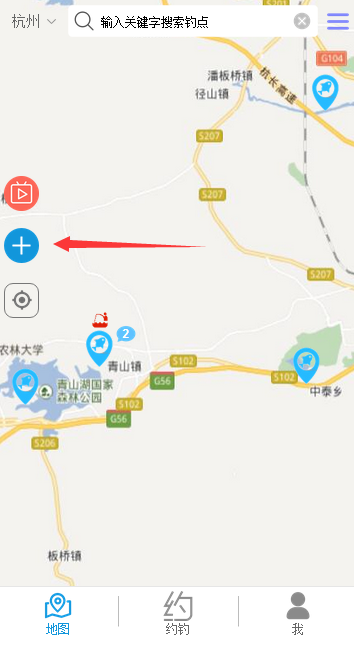 杭州
输入关键字搜索钓点
S101
G104
潘板桥镇
杭长高速
径山镇
S207
S207
S207
农林大学
2
青山镇
S102
G56
S102
中泰乡
青山湖国家
森林公园
S102
G56
S206
板桥镇
地图
约
约钓
我